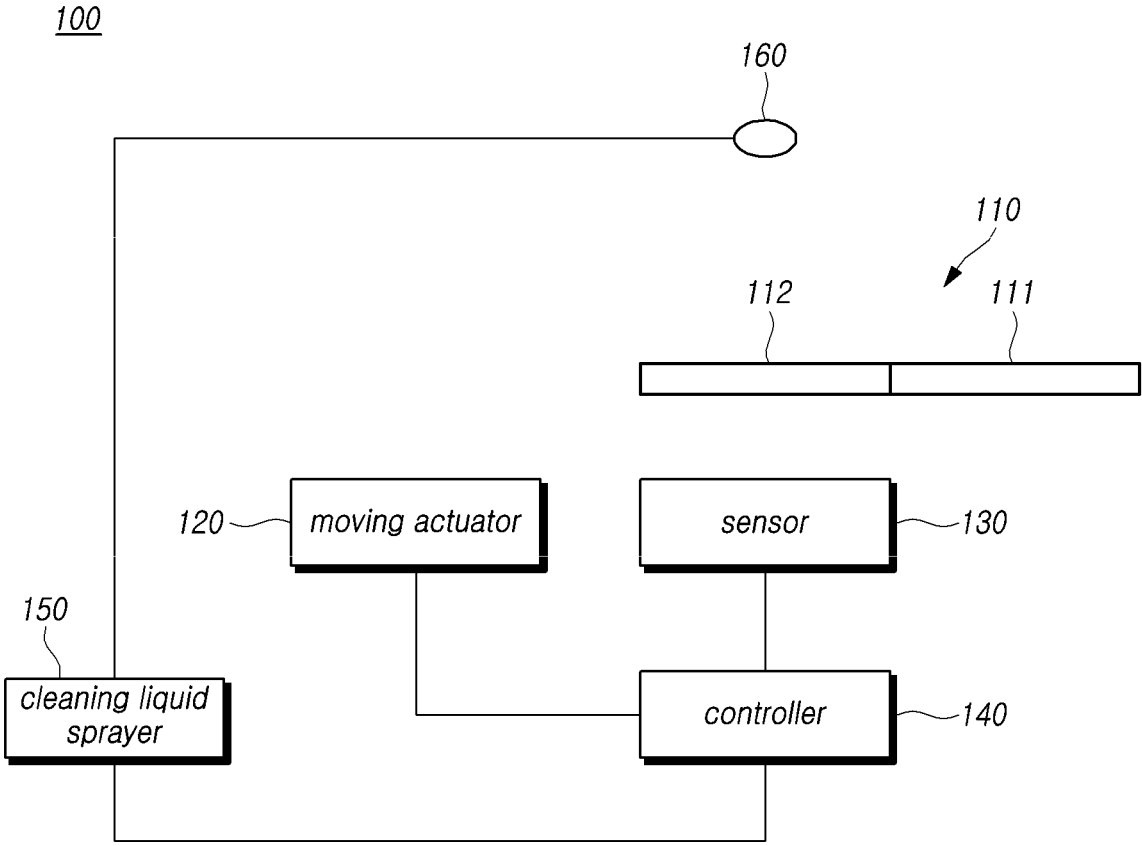 100
160
110
112
111
120
moving actuator
sensor
130
150
cleaning liquid
sprayer
controller
140